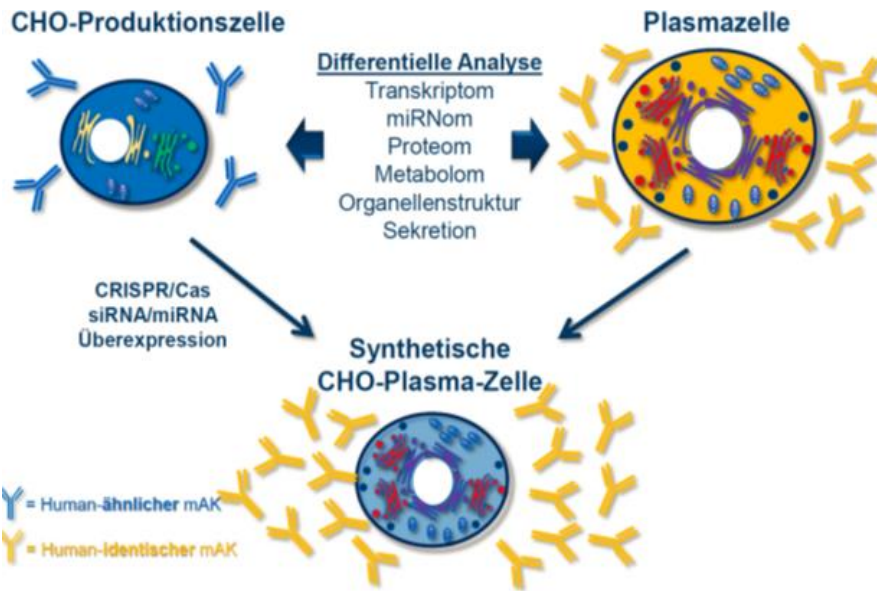 CHO-Produktionszelle
Plasmazelle
Differentielle Analyse
Transkriptom
miRNom
Proteom
Metabolom
Organellenstruktur
Sekretion
CRISPR/Cas
siRNA/miRNA
Überexpression
Synthetische
CHO-Plasma-Zelle
= Human-ähnlicher mAK
= Human-identischer mAK